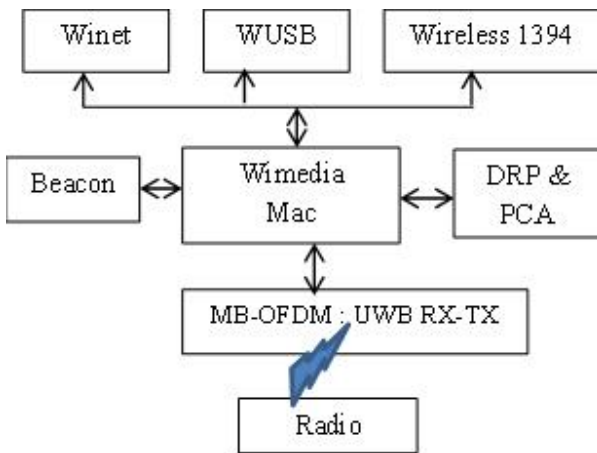 Winet
WUSB
Wireless 1394
Beacon
Wimedia
Mac
DRP &
PCA
MB-OFDM : UWB RX-TX
Radio